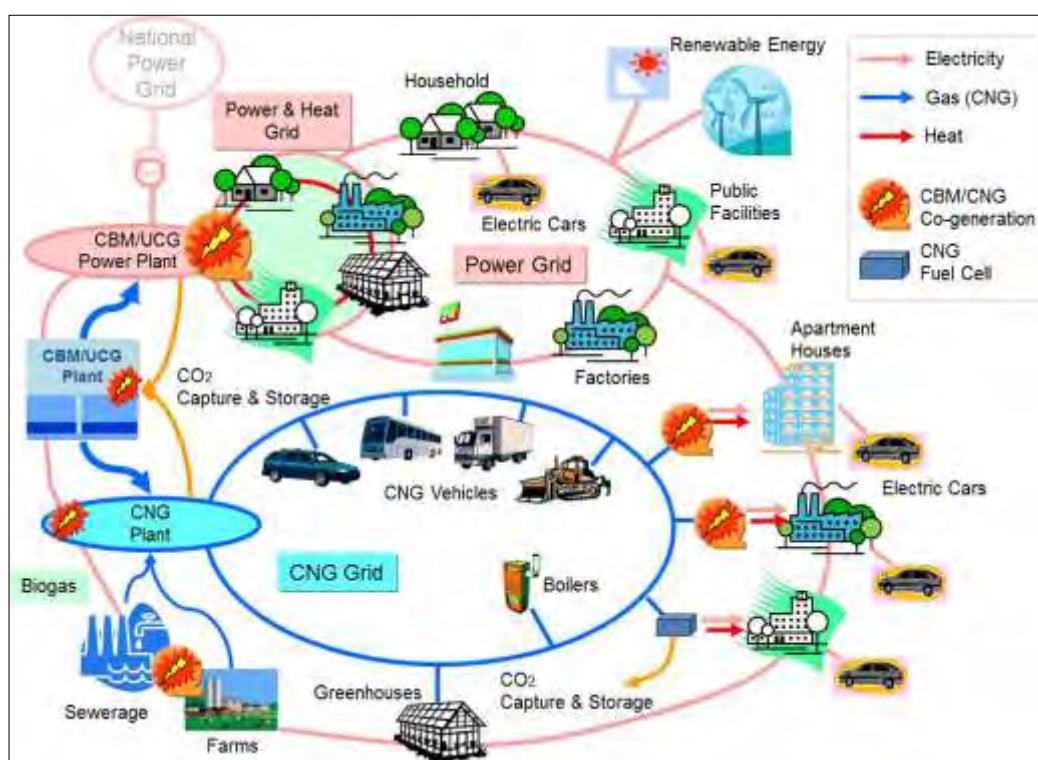 National
Power
Grid
Power & Heat
Grid
Household
Renewable Energy
Electricity
Gas (CNG)
Heat
CBM/CNG
Co-generation
CNG
Fuel Cell
Electric Cars
Public
Facilities
CBM/UCG
Power Plant
Power Grid
CBM/UCG
Plant
CO2
Capture & Storage
Factories
Apartment
Houses
CNG Vehicles
Electric Cars
CNG
Plant
CNG Grid
Boilers
Biogas
Sewerage
Farms
Greenhouses
CO2
Capture & Storage